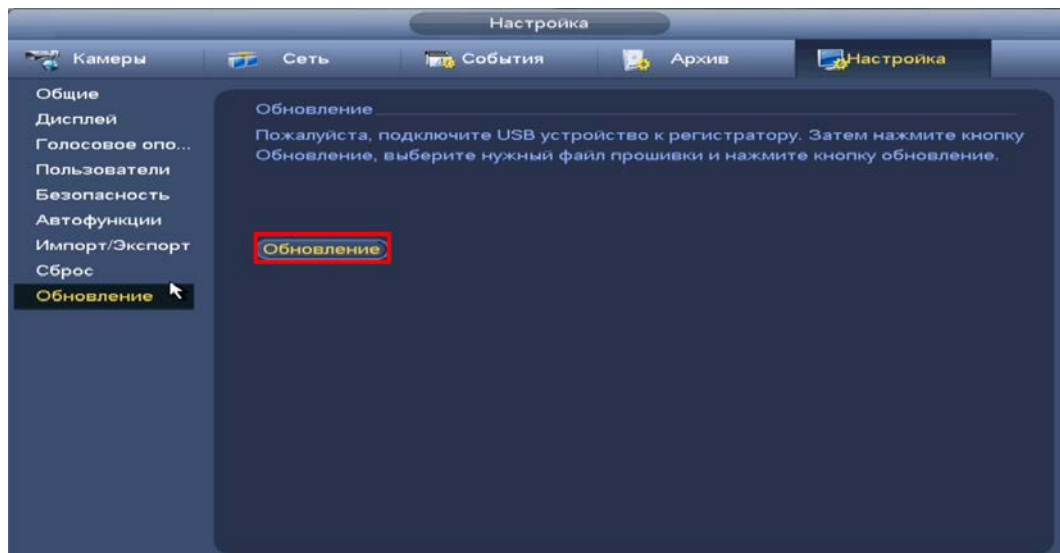 Настройка
Камеры
Сеть
События
Архив
Настройка
Общие
Дисплей
Голосовое опо...
Пользователи
Безопасность
Автофункции
Импорт/Экспорт
Сброс
Обновление
Обновление
Пожалуйста, подключите USB устройство к регистратору. Затем нажмите кнопку
Обновление, выберите нужный файл прошивки и нажмите кнопку обновление.
Обновление